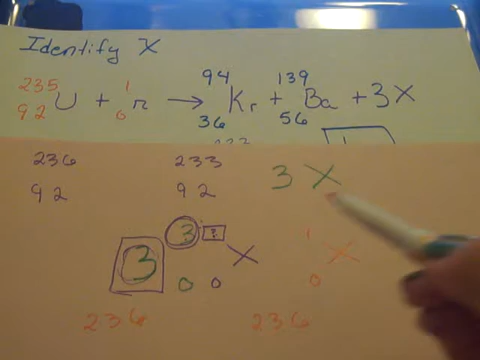 Identify X
235 92 U + 1 0 n → 94 36 Kr + 139 56 Ba + 3X
236 233 3 X
92 92
3 3 X 1 X
0 0 0
236 236